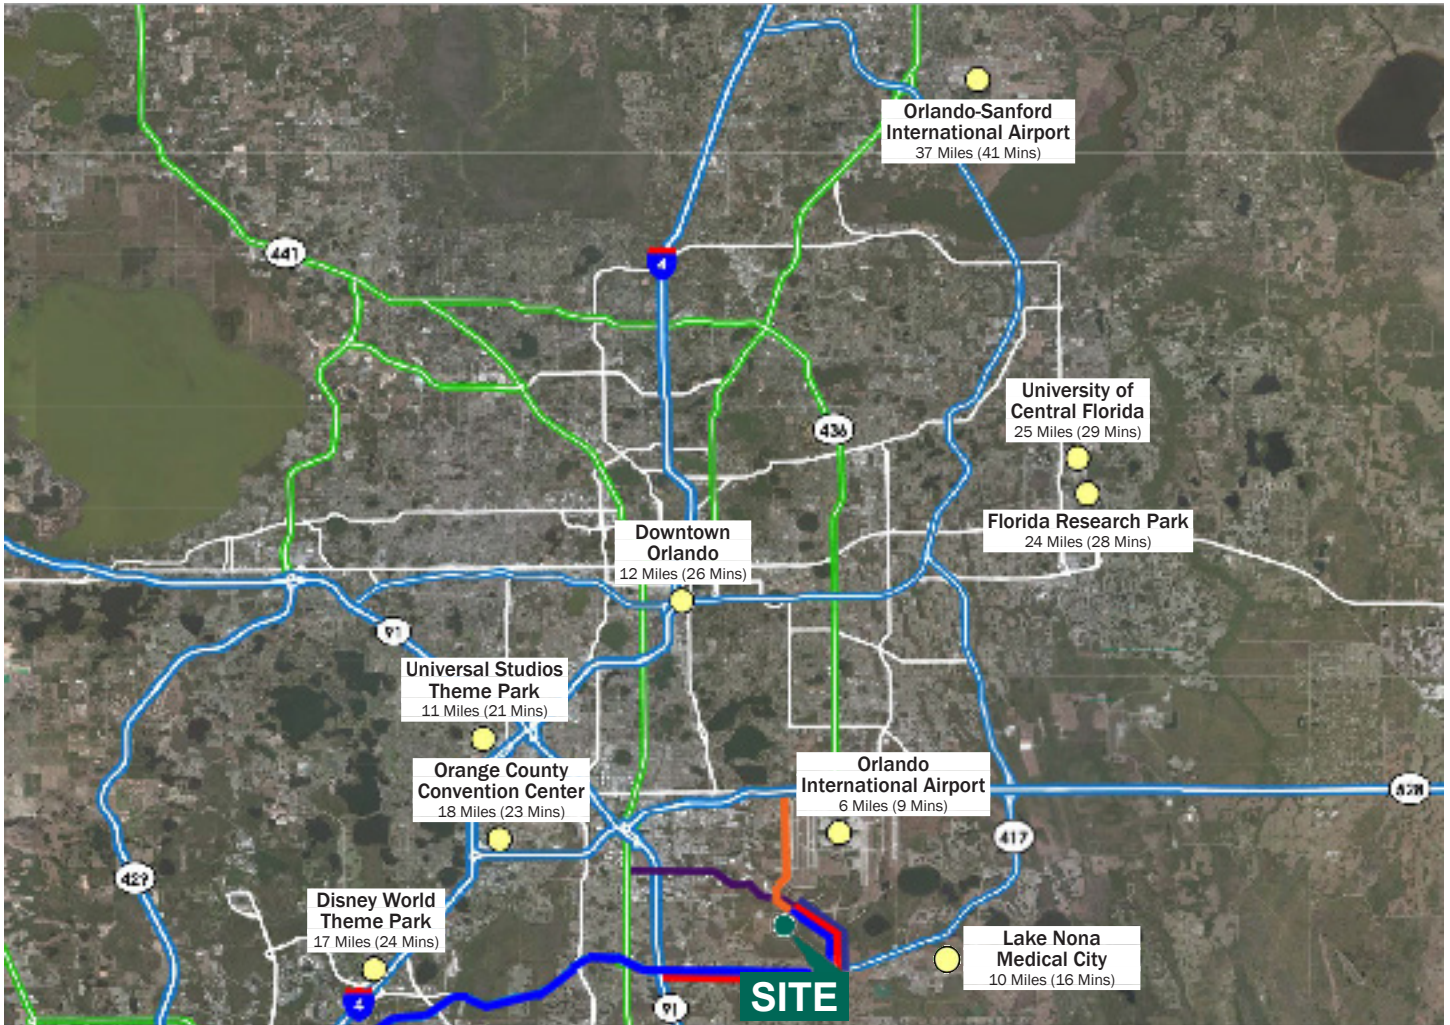 Orlando-Sanford
International Airport
37 Miles (41 Mins)
441
4
University of
Central Florida
25 Miles (29 Mins)
436
Florida Research Park
24 Miles (28 Mins)
Downtown
Orlando
12 Miles (26 Mins)
91
Universal Studios
Theme Park
11 Miles (21 Mins)
Orlando
International Airport
6 Miles (9 Mins)
Orange County
Convention Center
18 Miles (23 Mins)
528
417
429
Disney World
Theme Park
17 Miles (24 Mins)
Lake Nona
Medical City
10 Miles (16 Mins)
SITE
4
91